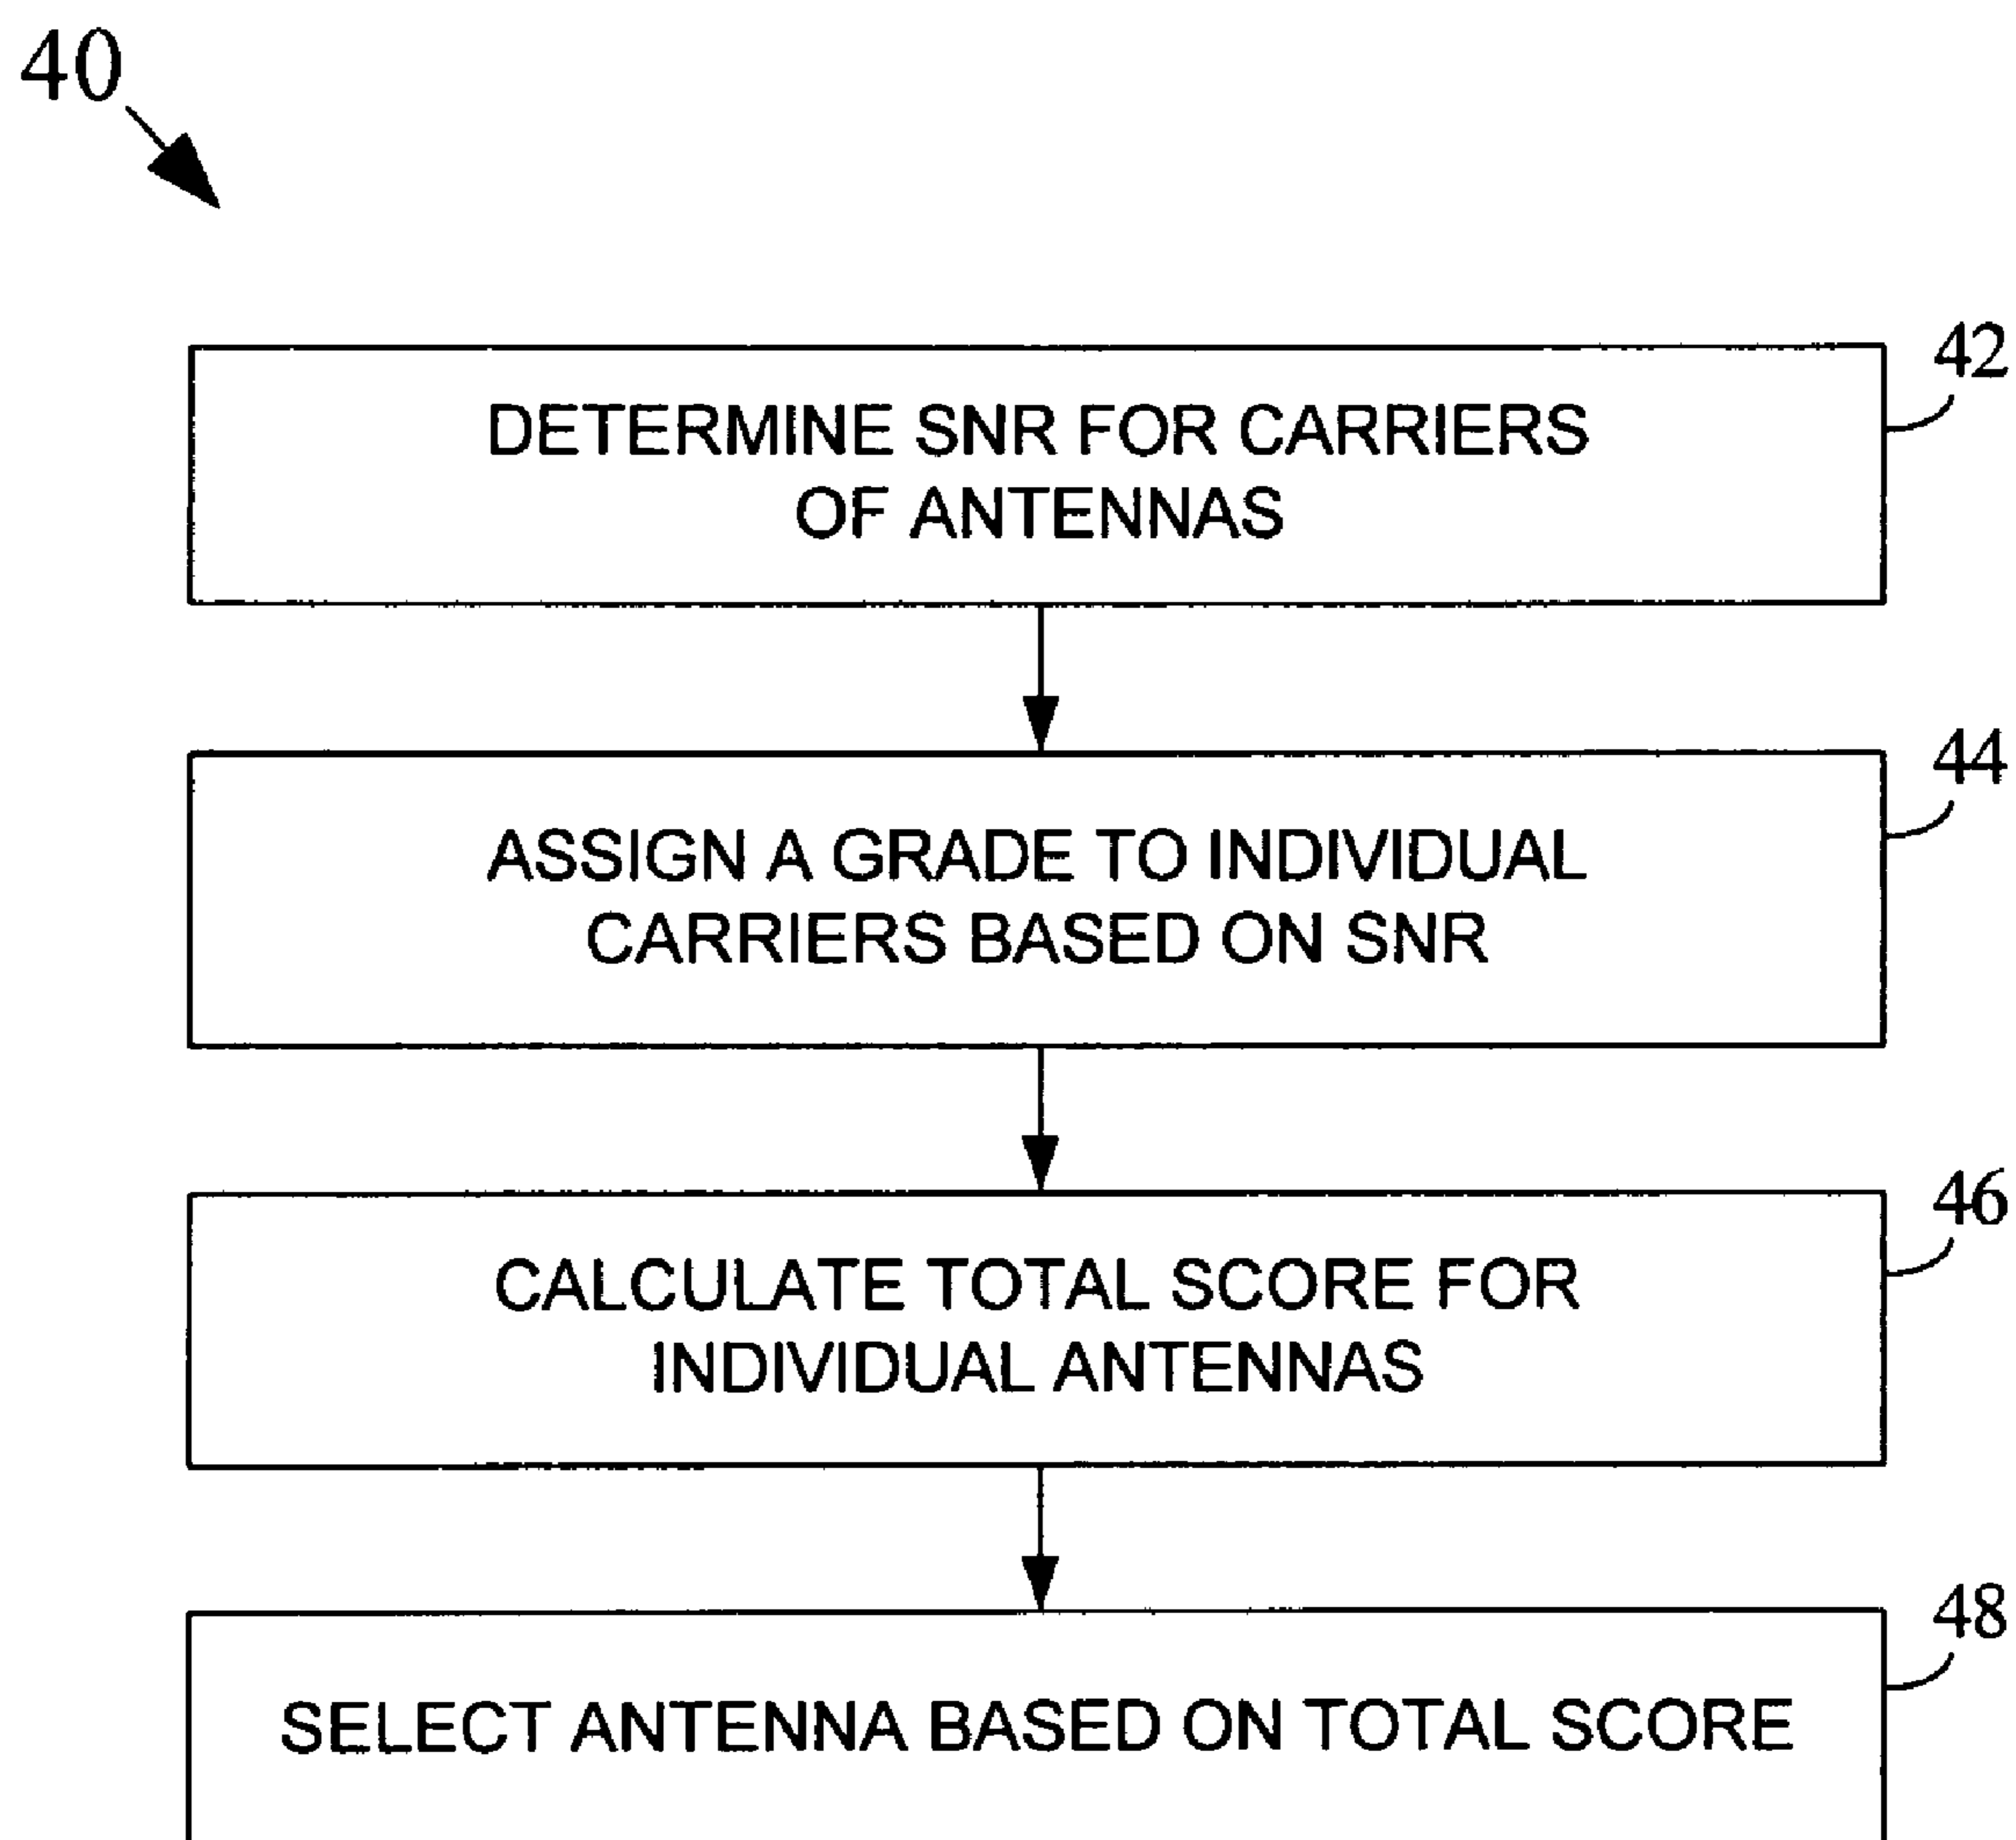 40
42
DETERMINE SNR FOR CARRIERS
OF ANTENNAS
44
ASSIGN A GRADE TO INDIVIDUAL
CARRIERS BASED ON SNR
46
CALCULATE TOTAL SCORE FOR
INDIVIDUAL ANTENNAS
48
SELECT ANTENNA BASED ON TOTAL SCORE